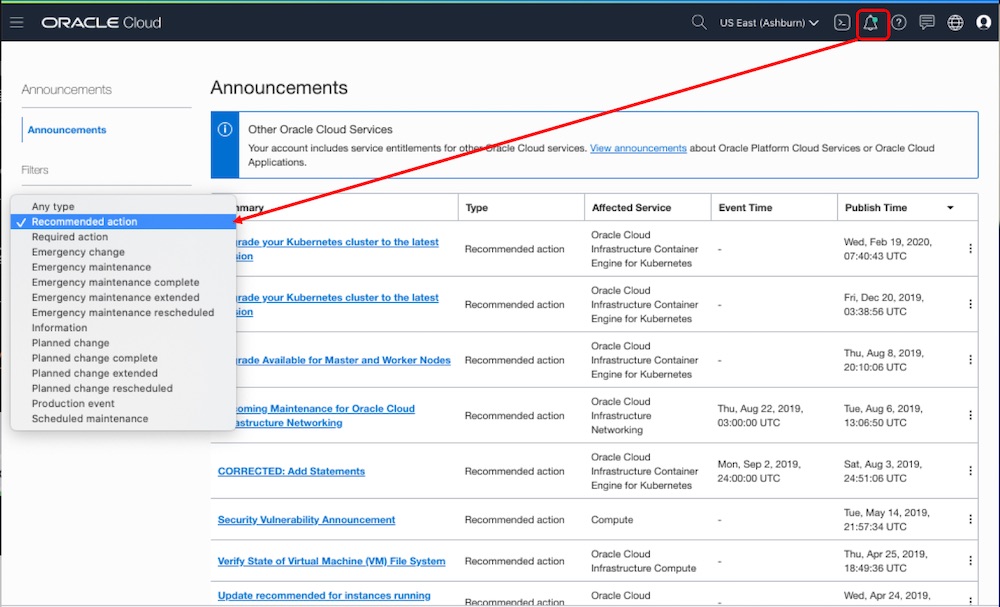 ORACLE Cloud
US East (Ashburn)
Announcements
Announcements
Filters
Any type
Recommended action
Required action
Emergency change
Emergency maintenance
Emergency maintenance complete
Emergency maintenance extended
Emergency maintenance rescheduled
Information
Planned change
Planned change complete
Planned change extended
Planned change rescheduled
Production event
Scheduled maintenance
Announcements
Other Oracle Cloud Services
Your account includes service entitlements for other Oracle Cloud services. View announcements about Oracle Platform Cloud Services or Oracle Cloud
Applications.
mmary Type Affected Service Event Time Publish Time
grade your Kubernetes cluster to the latest
sion
Recommended action
Oracle Cloud
Infrastructure Container
Engine for Kubernetes
-
Wed, Feb 19, 2020,
07:40:43 UTC
grade your Kubernetes cluster to the latest
sion
Recommended action
Oracle Cloud
Infrastructure Container
Engine for Kubernetes
-
Fri, Dec 20, 2019,
03:38:56 UTC
grade Available for Master and Worker Nodes
Recommended action
Oracle Cloud
Infrastructure Container
Engine for Kubernetes
-
Thu, Aug 8, 2019,
20:10:06 UTC
oming Maintenance for Oracle Cloud
astructure Networking
Recommended action
Oracle Cloud
Infrastructure
Networking
Thu, Aug 22, 2019,
03:00:00 UTC
Tue, Aug 6, 2019,
13:06:50 UTC
CORRECTED: Add Statements
Recommended action
Oracle Cloud
Infrastructure Container
Engine for Kubernetes
Mon, Sep 2, 2019,
24:00:00 UTC
Sat, Aug 3, 2019,
24:51:06 UTC
Security Vulnerability Announcement
Recommended action
Compute
-
Tue, May 14, 2019,
21:57:34 UTC
Verify State of Virtual Machine (VM) File System
Recommended action
Oracle Cloud
Infrastructure Compute
-
Thu, Apr 25, 2019,
18:49:36 UTC
Update recommended for instances running
Recommended action
Oracle Cloud
-
Wed, Apr 24, 2019,